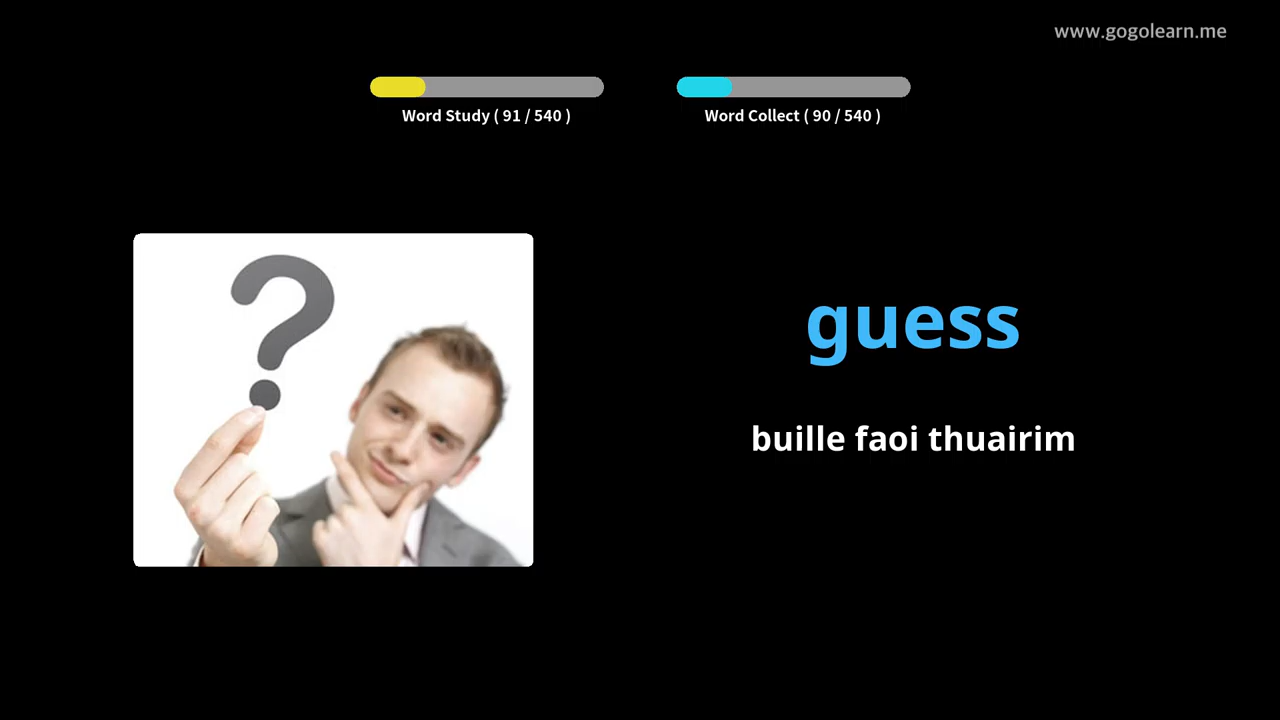 www.gogolearn.me
Word Study ( 91 / 540 )
Word Collect ( 90 / 540 )
guess
buille faoi thuairim